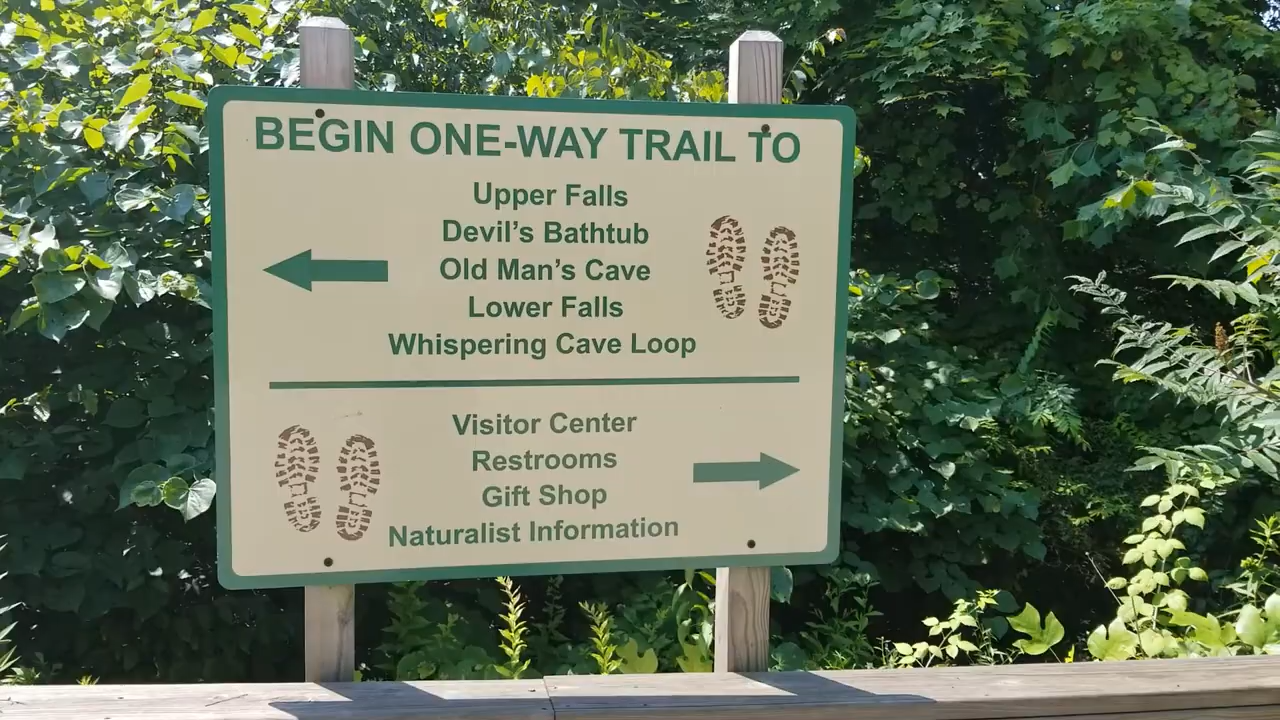 BEGIN ONE-WAY TRAIL TO
Upper Falls
Devil's Bathtub
Old Man's Cave
Lower Falls
Whispering Cave Loop
Visitor Center
Restrooms
Gift Shop
Naturalist Information